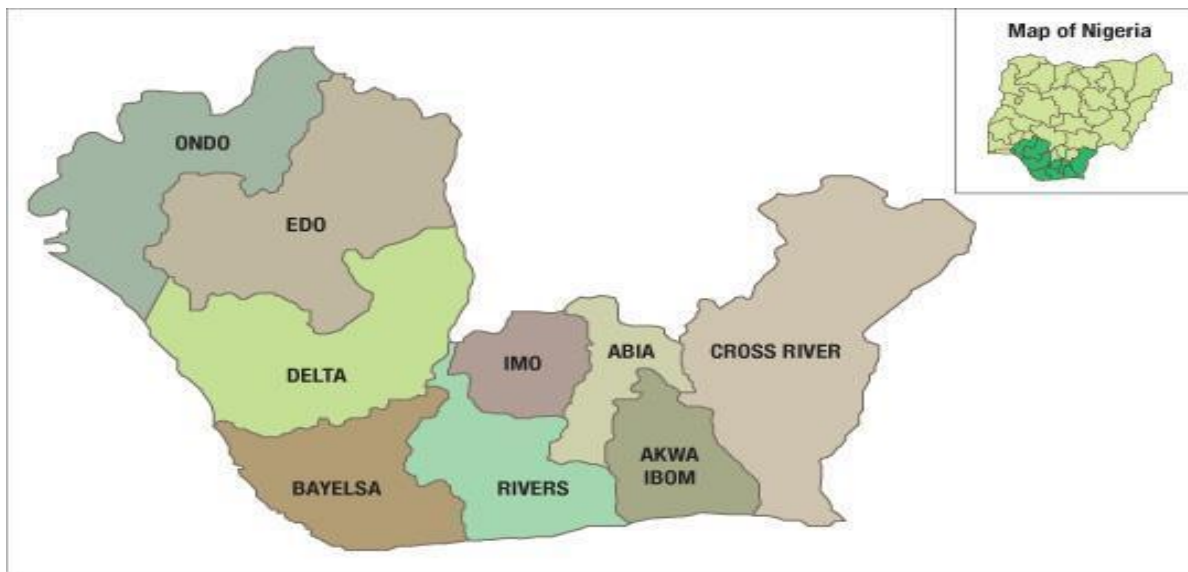 Map of Nigeria
ONDO
EDO
DELTA
IMO
ABIA
CROSS RIVER
AKWA
IBOM
BAYELSA
RIVERS